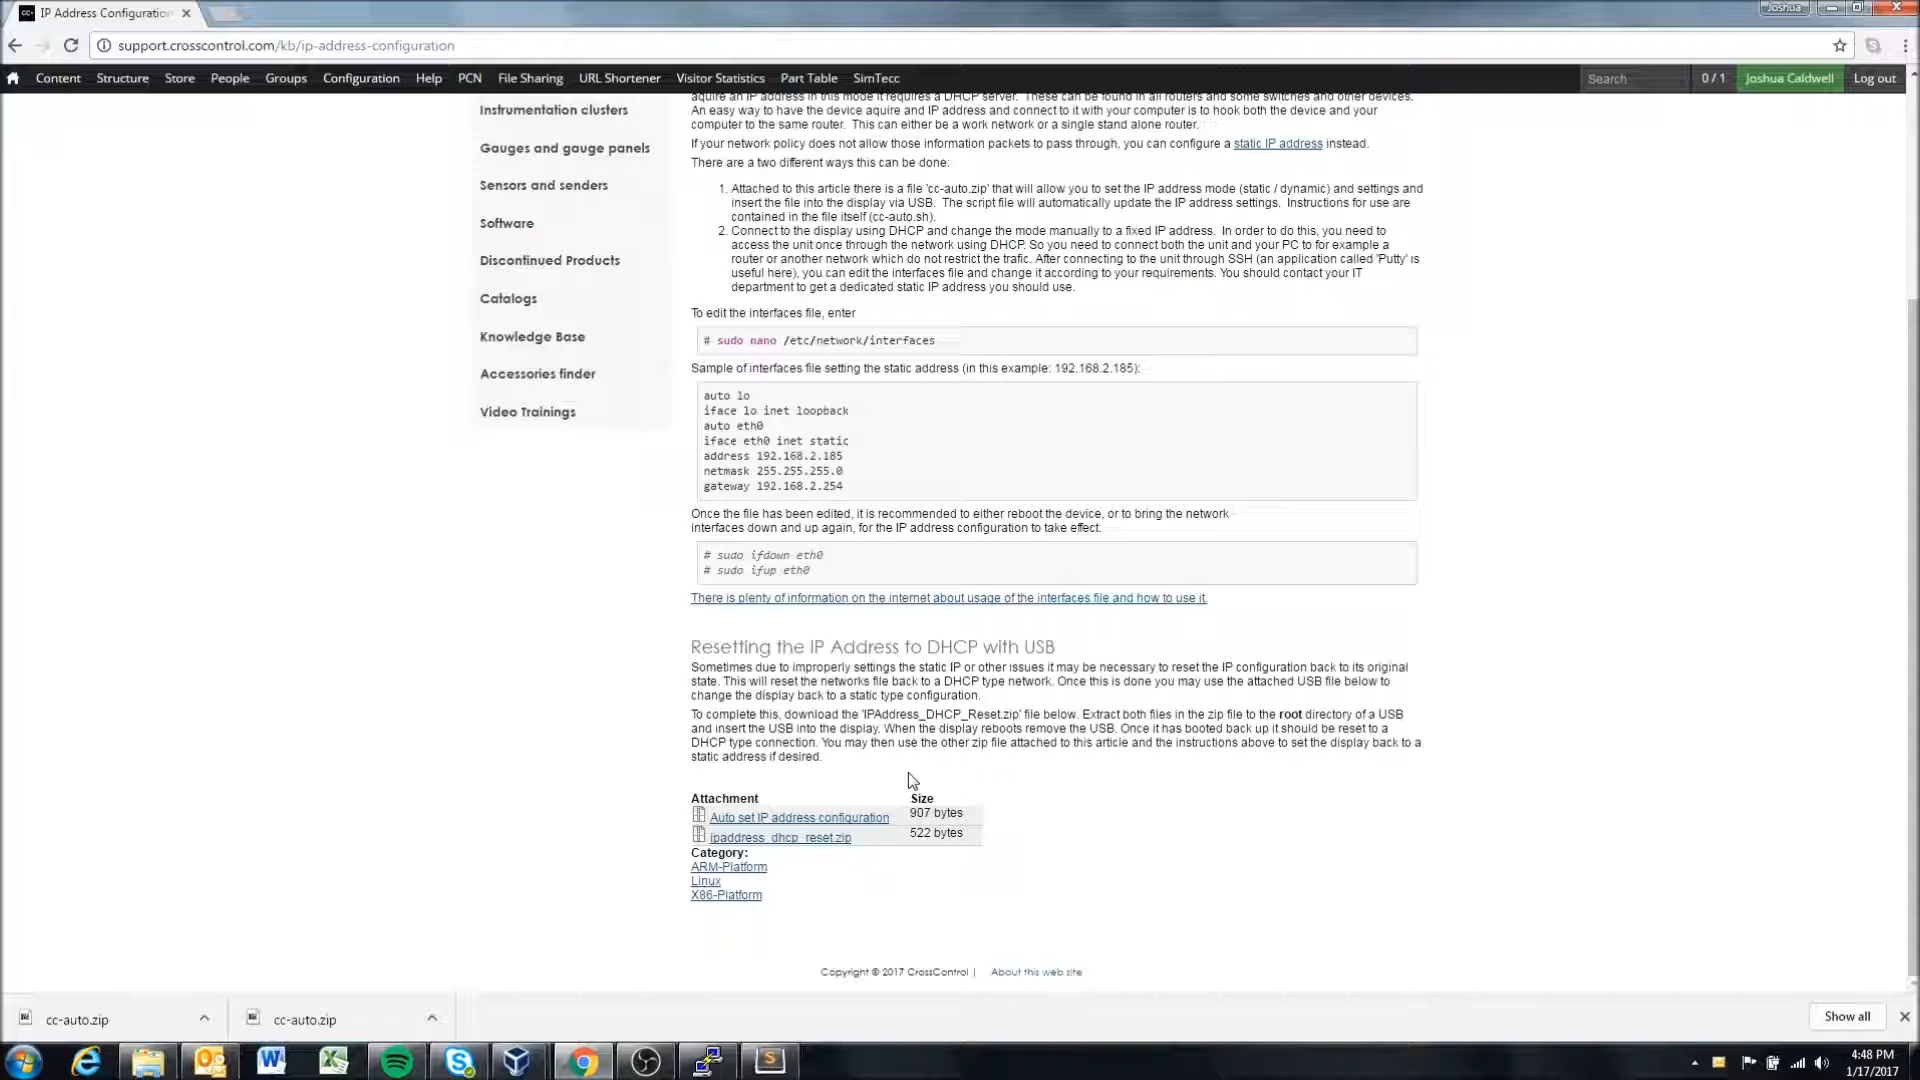 IP Address Configuration
Joshua
support.crosscontrol.com/kb/ip-address-configuration
Content Structure Store People Groups Configuration Help PCN File Sharing URL Shortener Visitor Statistics Part Table SimTecc Search 0 / 1 Joshua Caldwell Log out
Instrumentation clusters
Gauges and gauge panels
Sensors and senders
Software
Discontinued Products
Catalogs
Knowledge Base
Accessories finder
Video Trainings
aquire an IP address in this mode it requires a DHCP server. These can be found in all routers and some switches and other devices.
An easy way to have the device aquire and IP address and connect to it with your computer is to hook both the device and your
computer to the same router. This can either be a work network or a single stand alone router.
If your network policy does not allow those information packets to pass through, you can configure a static IP address instead.
There are a two different ways this can be done:
1. Attached to this article there is a file 'cc-auto.zip' that will allow you to set the IP address mode (static / dynamic) and settings and
insert the file into the display via USB. The script file will automatically update the IP address settings. Instructions for use are
contained in the file itself (cc-auto.sh).
2. Connect to the display using DHCP and change the mode manually to a fixed IP address. In order to do this, you need to
access the unit once through the network using DHCP. So you need to connect both the unit and your PC to for example a
router or another network which do not restrict the trafic. After connecting to the unit through SSH (an application called 'Putty' is
useful here), you can edit the interfaces file and change it according to your requirements. You should contact your IT
department to get a dedicated static IP address you should use.
To edit the interfaces file, enter
# sudo nano /etc/network/interfaces
Sample of interfaces file setting the static address (in this example: 192.168.2.185):
auto lo
iface lo inet loopback
auto eth0
iface eth0 inet static
address 192.168.2.185
netmask 255.255.255.0
gateway 192.168.2.254
Once the file has been edited, it is recommended to either reboot the device, or to bring the network
interfaces down and up again, for the IP address configuration to take effect.
# sudo ifdown eth0
# sudo ifup eth0
There is plenty of information on the internet about usage of the interfaces file and how to use it.
Resetting the IP Address to DHCP with USB
Sometimes due to improperly settings the static IP or other issues it may be necessary to reset the IP configuration back to its original
state. This will reset the networks file back to a DHCP type network. Once this is done you may use the attached USB file below to
change the display back to a static type configuration.
To complete this, download the 'IPAddress_DHCP_Reset.zip' file below. Extract both files in the zip file to the root directory of a USB
and insert the USB into the display. When the display reboots remove the USB. Once it has booted back up it should be reset to a
DHCP type connection. You may then use the other zip file attached to this article and the instructions above to set the display back to a
static address if desired.
Attachment Size
Auto set IP address configuration 907 bytes
ipaddress_dhcp_reset.zip 522 bytes
Category:
ARM-Platform
Linux
X86-Platform
Copyright © 2017 CrossControl | About this web site
cc-auto.zip cc-auto.zip Show all
4:48 PM
1/17/2017